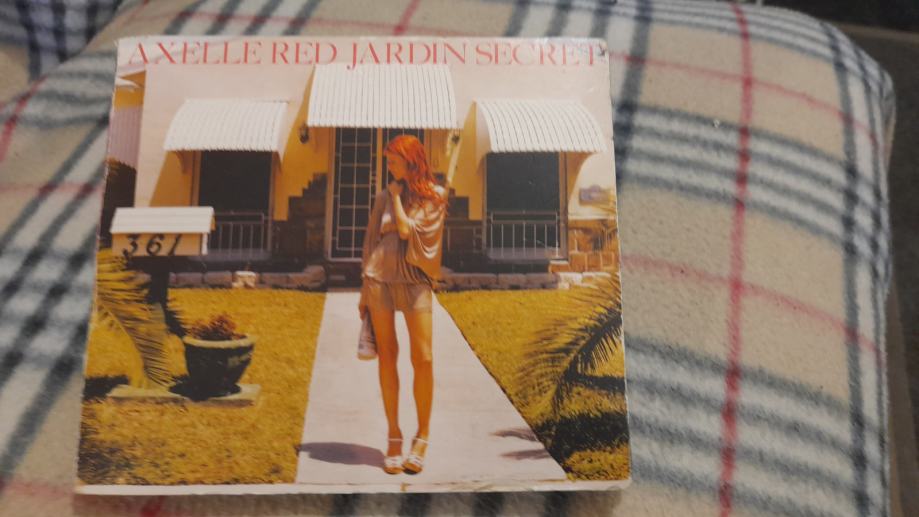 AXELLE RED JARDIN SECRET
361